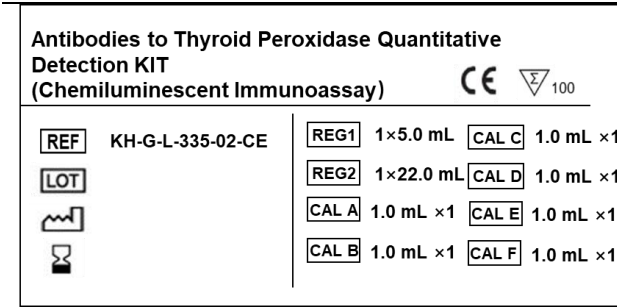 Antibodies to Thyroid Peroxidase Quantitative
Detection KIT
(Chemiluminescent Immunoassay)
CE Σ 100
REF KH-G-L-335-02-CE
LOT
REG1 1×5.0 mL CAL C 1.0 mL ×1
REG2 1×22.0 mL CAL D 1.0 mL ×1
CAL A 1.0 mL ×1 CAL E 1.0 mL ×1
CAL B 1.0 mL ×1 CAL F 1.0 mL ×1